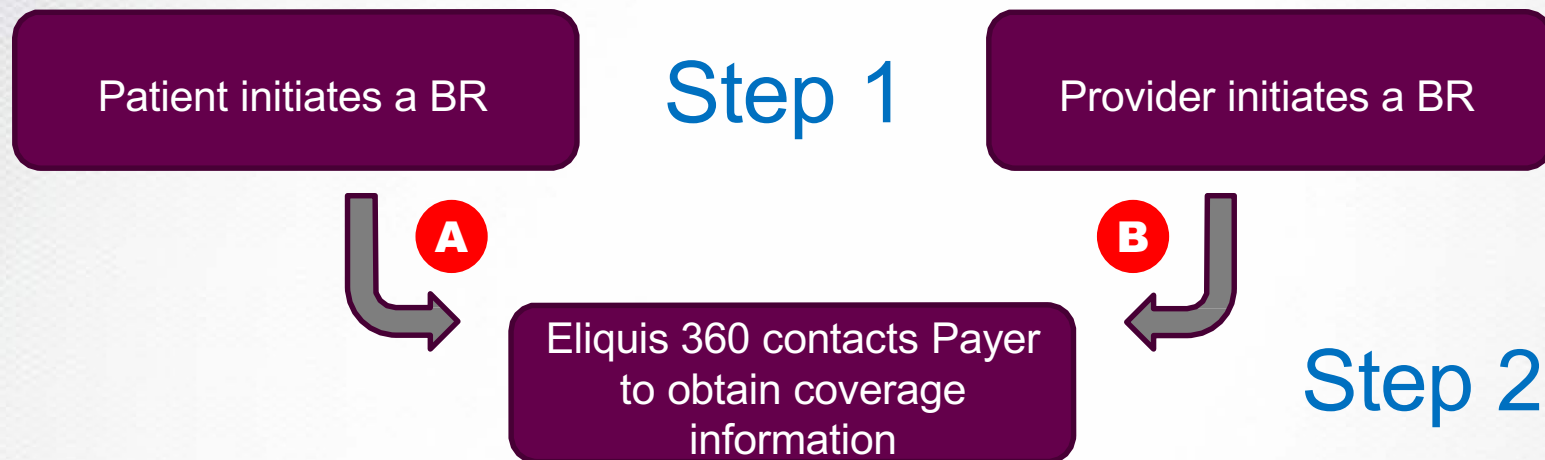 Patient initiates a BR
Step 1
Provider initiates a BR
A
B
Eliquis 360 contacts Payer
to obtain coverage
information
Step 2